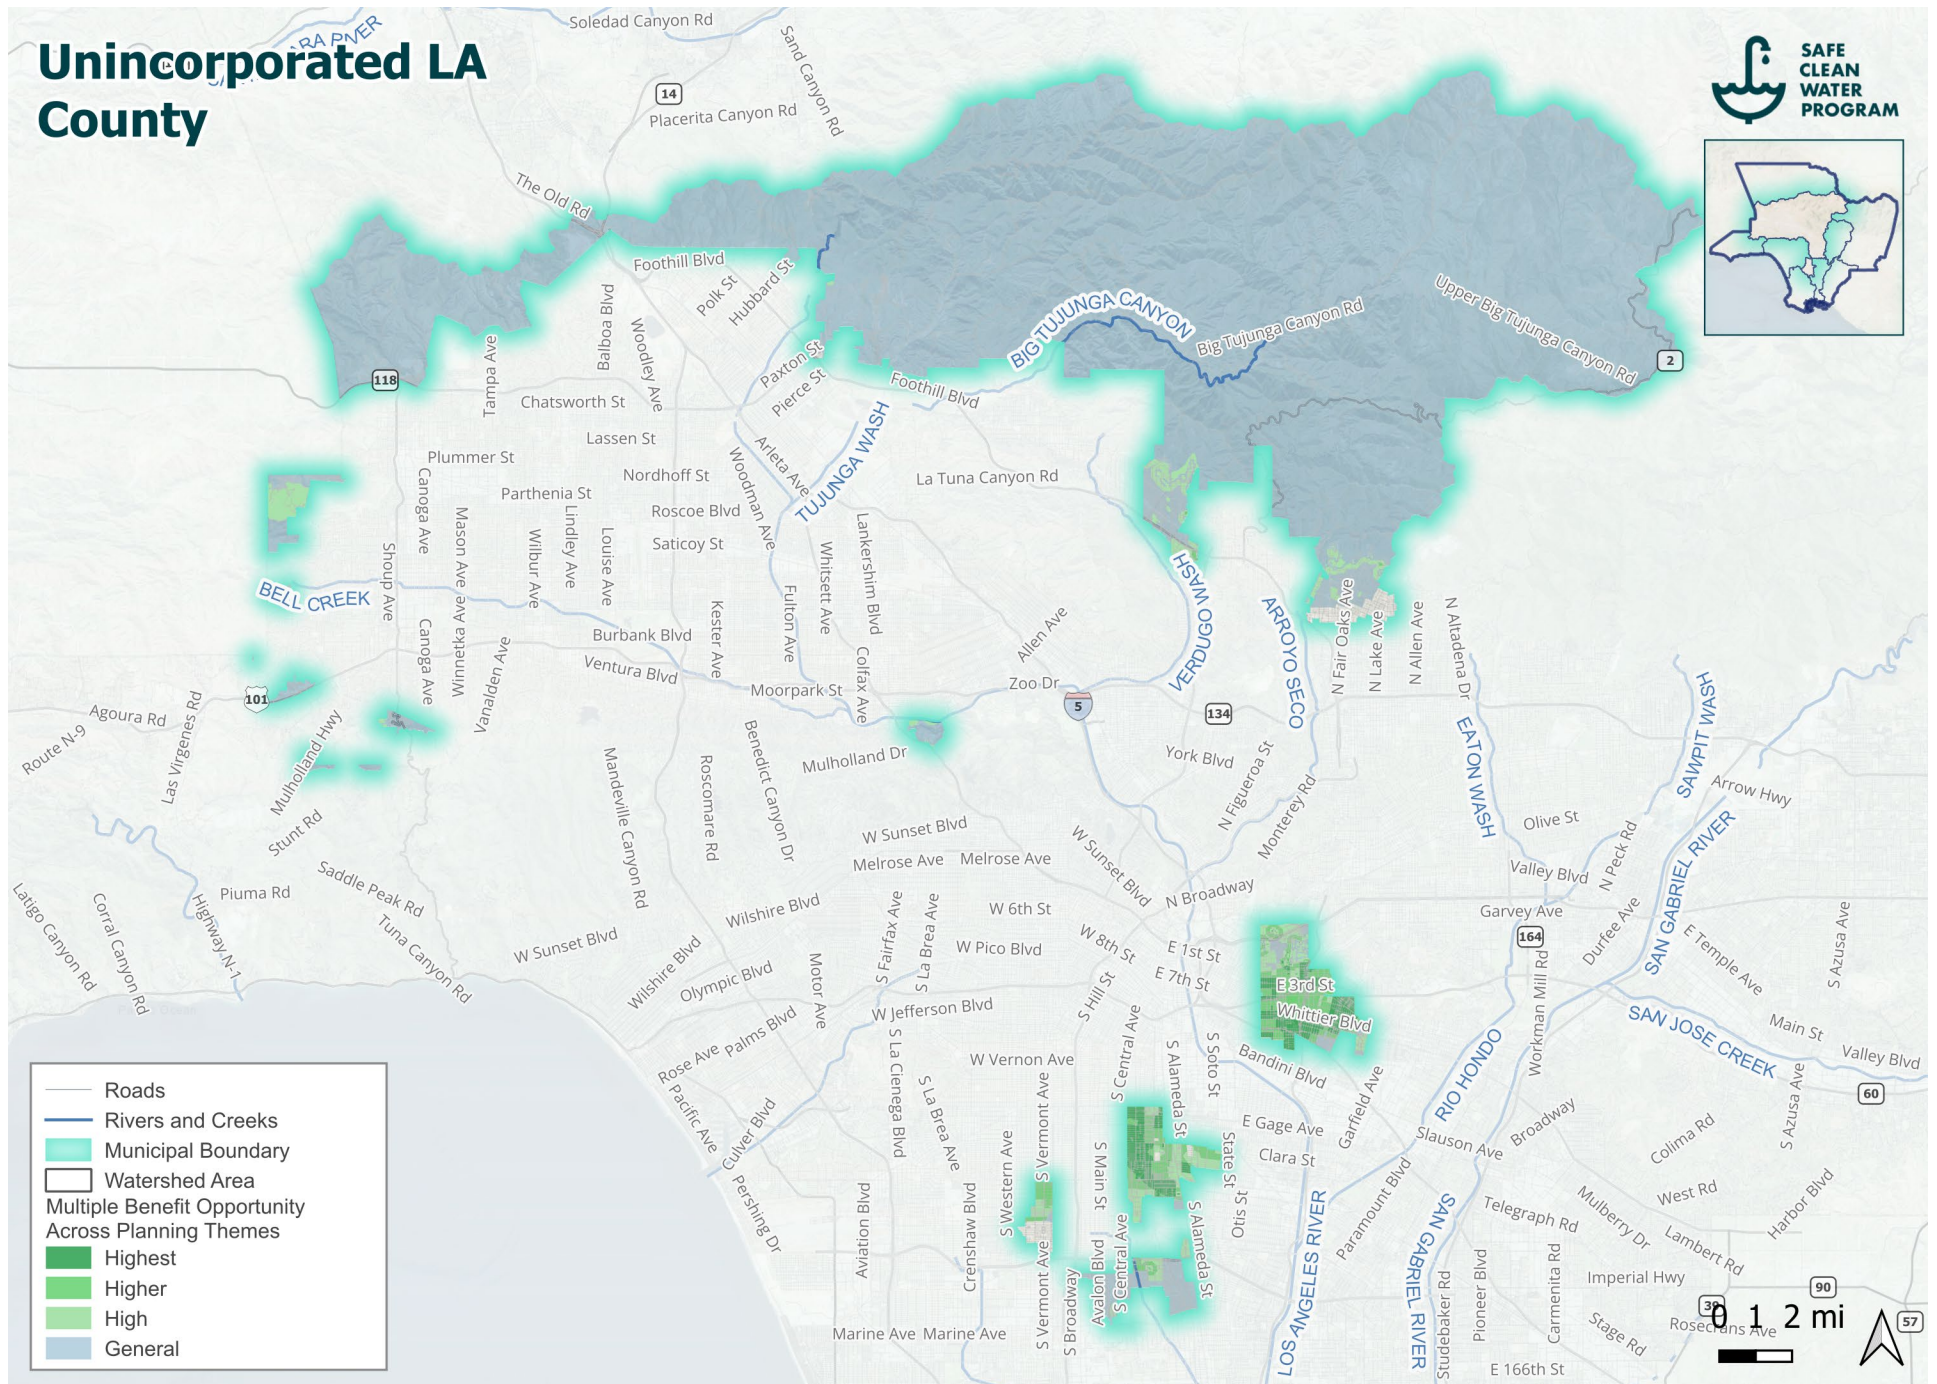 Unincorporated LA
County
SAFE
CLEAN
WATER
PROGRAM
ARA RIVER
Soledad Canyon Rd
Sand Canyon Rd
14
Placerita Canyon Rd
The Old Rd
Foothill Blvd
Polk St
Hubbard St
Balboa Blvd
Woodley Ave
Tampa Ave
118
Paxton St
Pierce St
Foothill Blvd
BIG TUJUNGA CANYON
Big Tujunga Canyon Rd
Upper Big Tujunga Canyon Rd
2
Chatsworth St
Lassen St
Plummer St
Nordhoff St
Parthenia St
Roscoe Blvd
Saticoy St
Arleta Ave
Woodman Ave
TUJUNGA WASH
La Tuna Canyon Rd
Canoga Ave
Mason Ave
Winnetka Ave
Wilbur Ave
Lindley Ave
Louise Ave
Shoup Ave
Whitsett Ave
Lankershim Blvd
BELL CREEK
Canoga Ave
Vanalden Ave
Kester Ave
Fulton Ave
Colfax Ave
Burbank Blvd
Ventura Blvd
Moorpark St
Allen Ave
Zoo Dr
VERDUGO WASH
ARROYO SECO
N Fair Oaks Ave
N Lake Ave
N Allen Ave
N Altadena Dr
101
5
134
Agoura Rd
Route N-9
Las Virgenes Rd
Mulholland Hwy
Stunt Rd
Mandeville Canyon Rd
Roscomare Rd
Benedict Canyon Dr
Mulholland Dr
York Blvd
N Figueroa St
Monterey Rd
EATON WASH
SAWPIT WASH
Arrow Hwy
Olive St
Valley Blvd
N Peck Rd
SAN GABRIEL RIVER
W Sunset Blvd
Melrose Ave
Melrose Ave
W Sunset Blvd
N Broadway
Piuma Rd
Saddle Peak Rd
Latigo Canyon Rd
Corral Canyon Rd
Highway N-1
Tuna Canyon Rd
W Sunset Blvd
Wilshire Blvd
Wilshire Blvd
Olympic Blvd
S Fairfax Ave
S La Brea Ave
W 6th St
W Pico Blvd
W 8th St
E 1st St
E 7th St
E 3rd St
Whittier Blvd
Garvey Ave
164
Durfee Ave
E Temple Ave
S Azusa Ave
Pacific Ocean
Motor Ave
W Jefferson Blvd
S Hill St
Palms Blvd
Rose Ave
Pacific Ave
Culver Blvd
Pershing Dr
S La Cienega Blvd
S La Brea Ave
W Vernon Ave
S Central Ave
S Alameda St
S Soto St
Bandini Blvd
Garfield Ave
RIO HONDO
Workman Mill Rd
SAN JOSE CREEK
Main St
Valley Blvd
60
S Azusa Ave
Aviation Blvd
Crenshaw Blvd
S Western Ave
S Vermont Ave
S Main St
S Vermont Ave
S Broadway
Avalon Blvd
S Central Ave
S Alameda St
State St
Otis St
E Gage Ave
Clara St
Slauson Ave
Broadway
Colima Rd
Paramount Blvd
LOS ANGELES RIVER
SAN GABRIEL RIVER
Telegraph Rd
Mulberry Dr
West Rd
Lambert Rd
Harbor Blvd
Studebaker Rd
Pioneer Blvd
Carmenita Rd
Imperial Hwy
90
39
Rosecrans Ave
57
Stage Rd
E 166th St
Marine Ave
Marine Ave
0 1 2 mi
Roads
Rivers and Creeks
Municipal Boundary
Watershed Area
Multiple Benefit Opportunity
Across Planning Themes
Highest
Higher
High
General